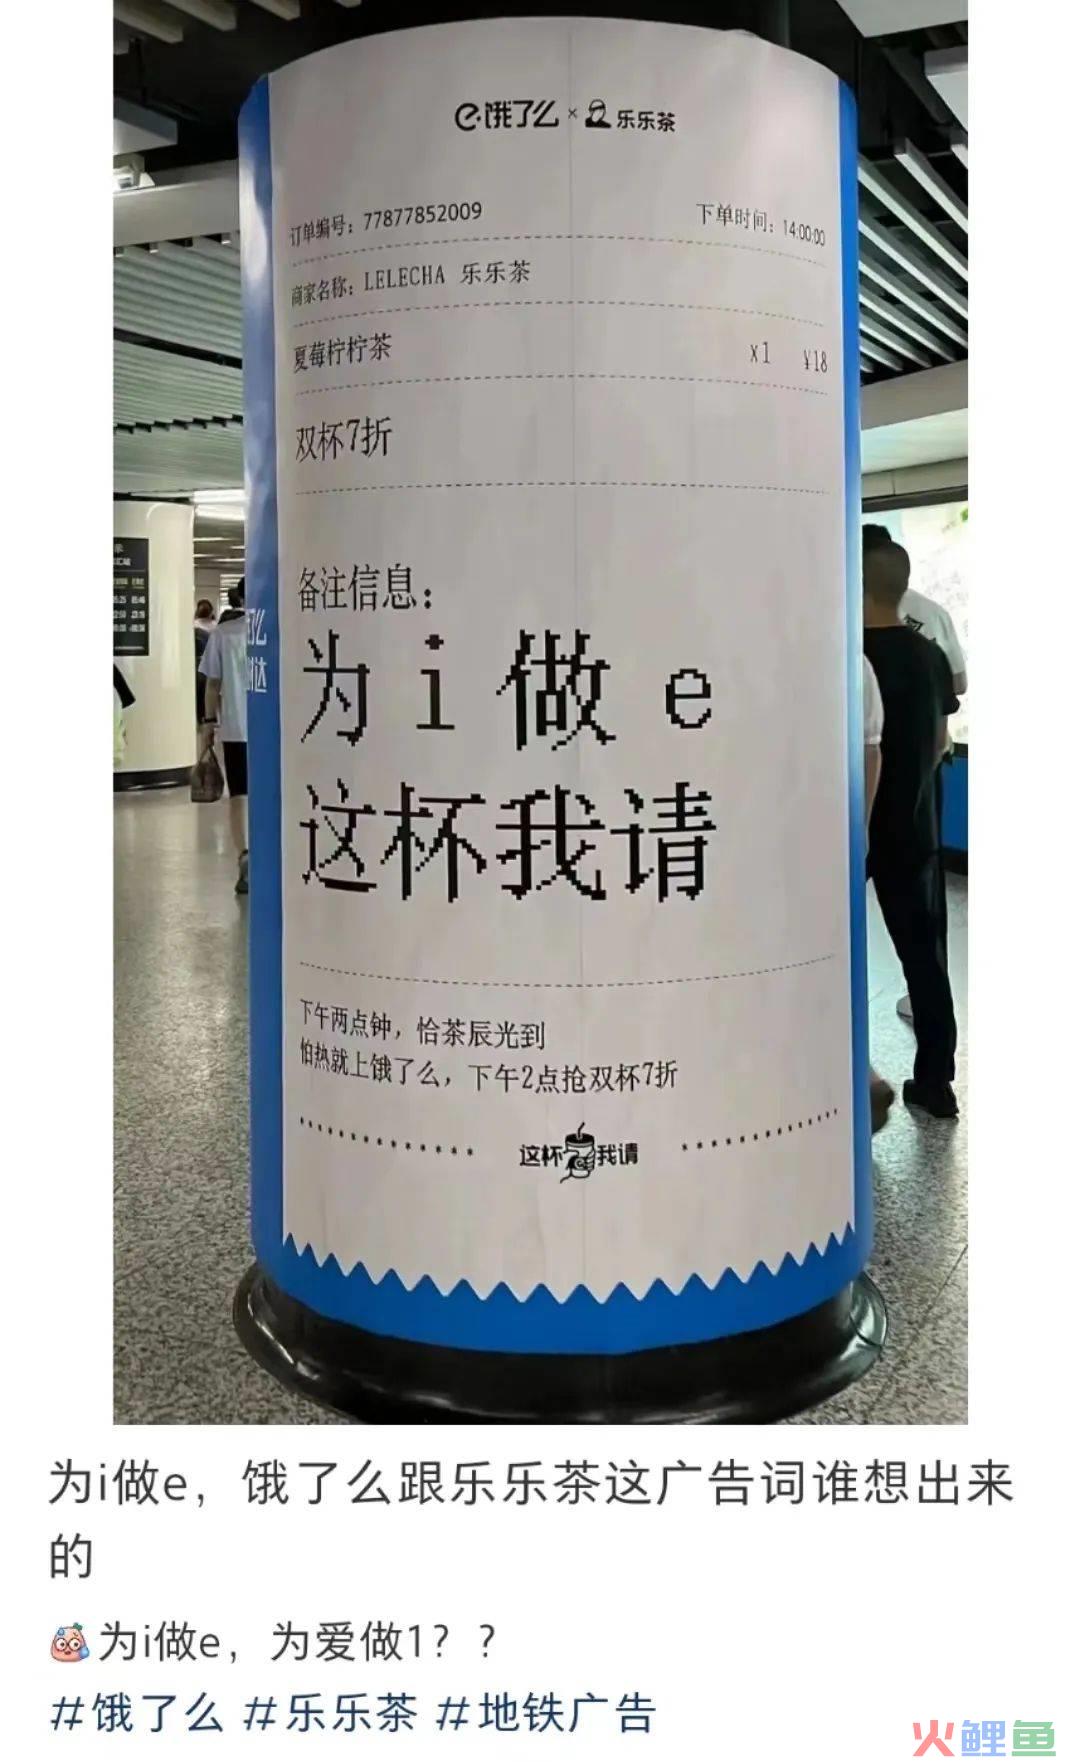 饿了么 × 乐乐茶
订单编号：77877852009 下单时间：14:00:00
商家名称：LELECHA 乐乐茶
夏莓柠柠茶 x1 ¥18
双杯7折
备注信息：
为 i 做 e
这杯我请
下午两点钟，恰茶辰光到
怕热就上饿了么，下午2点抢双杯7折
这杯我请
为i做e，饿了么跟乐乐茶这广告词谁想出来
的
为i做e，为爱做1？？
#饿了么 #乐乐茶 #地铁广告
火鲤鱼